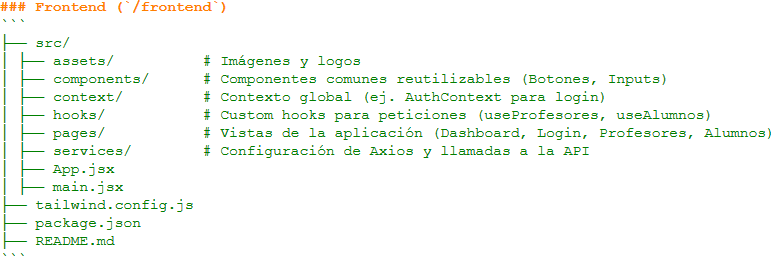 ### Frontend (`/frontend`)
```
├── src/
│ ├── assets/          # Imágenes y logos
│ ├── components/      # Componentes comunes reutilizables (Botones, Inputs)
│ ├── context/         # Contexto global (ej. AuthContext para login)
│ ├── hooks/           # Custom hooks para peticiones (useProfesores, useAlumnos)
│ ├── pages/           # Vistas de la aplicación (Dashboard, Login, Profesores, Alumnos)
│ ├── services/        # Configuración de Axios y llamadas a la API
│ ├── App.jsx
│ ├── main.jsx
├── tailwind.config.js
├── package.json
├── README.md
```